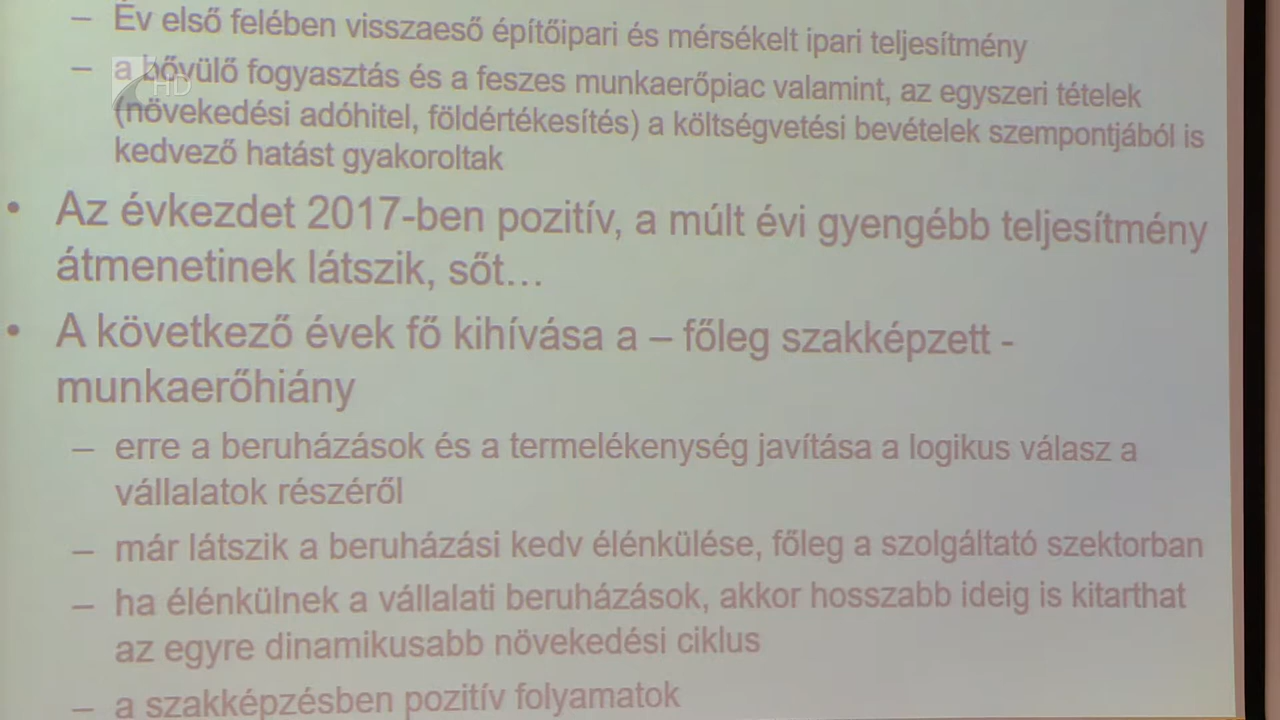 – Év első felében visszaeső építőipari és mérsékelt ipari teljesítmény
– a bővülő fogyasztás és a feszes munkaerőpiac valamint, az egyszeri tételek
(növekedési adóhitel, földértékesítés) a költségvetési bevételek szempontjából is
kedvező hatást gyakoroltak
HD
• Az évkezdet 2017-ben pozitív, a múlt évi gyengébb teljesítmény
átmenetinek látszik, sőt…
• A következő évek fő kihívása a – főleg szakképzett -
munkaerőhiány
– erre a beruházások és a termelékenység javítása a logikus válasz a
vállalatok részéről
– már látszik a beruházási kedv élénkülése, főleg a szolgáltató szektorban
– ha élénkülnek a vállalati beruházások, akkor hosszabb ideig is kitarthat
az egyre dinamikusabb növekedési ciklus
– a szakképzésben pozitív folyamatok